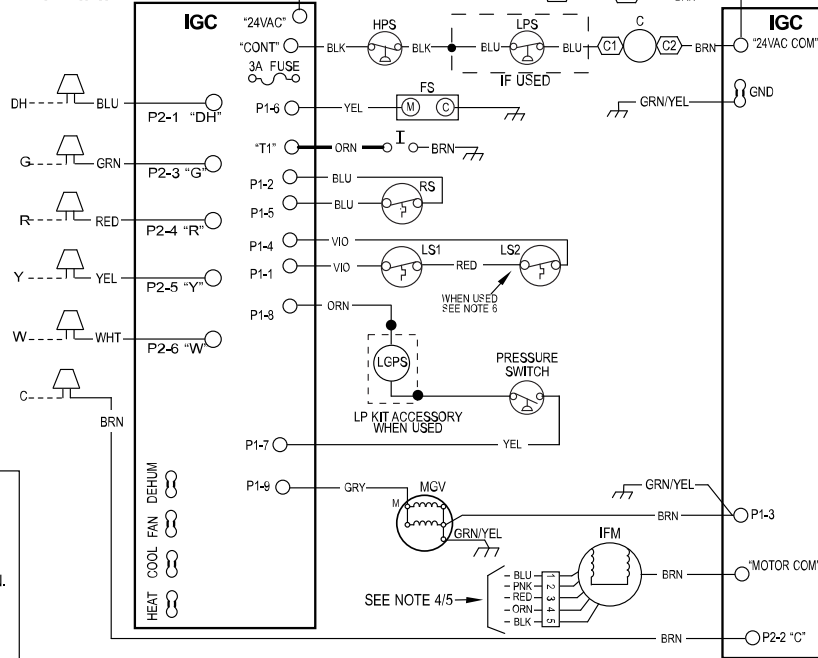 GRN
IGC
"24VAC"
HPS
LPS
C
IGC
"CONT"
BLK
BLK
BLU
BLU
C1
C2
BRN
"24VAC COM"
3A FUSE
IF USED
FS
GND
DH
BLU
P2-1 "DH"
P1-6
YEL
M
C
GRN/YEL
"T1"
ORN
BRN
G
GRN
P2-3 "G"
P1-2
BLU
RS
P1-5
BLU
R
RED
P2-4 "R"
P1-4
VIO
LS1
LS2
P1-1
VIO
RED
Y
YEL
P2-5 "Y"
WHEN USED
SEE NOTE 6
P1-8
ORN
W
WHT
P2-6 "W"
LGPS
PRESSURE
SWITCH
C
LP KIT ACCESSORY
WHEN USED
BRN
P1-7
YEL
DEHUM
P1-9
GRY
MGV
M
GRN/YEL
BRN
P1-3
FAN
GRN/YEL
IFM
COOL
N.
BLU
1
PNK
2
BRN
"MOTOR COM"
SEE NOTE 4/5
RED
3
HEAT
ORN
4
BLK
5
BRN
P2-2 "C"